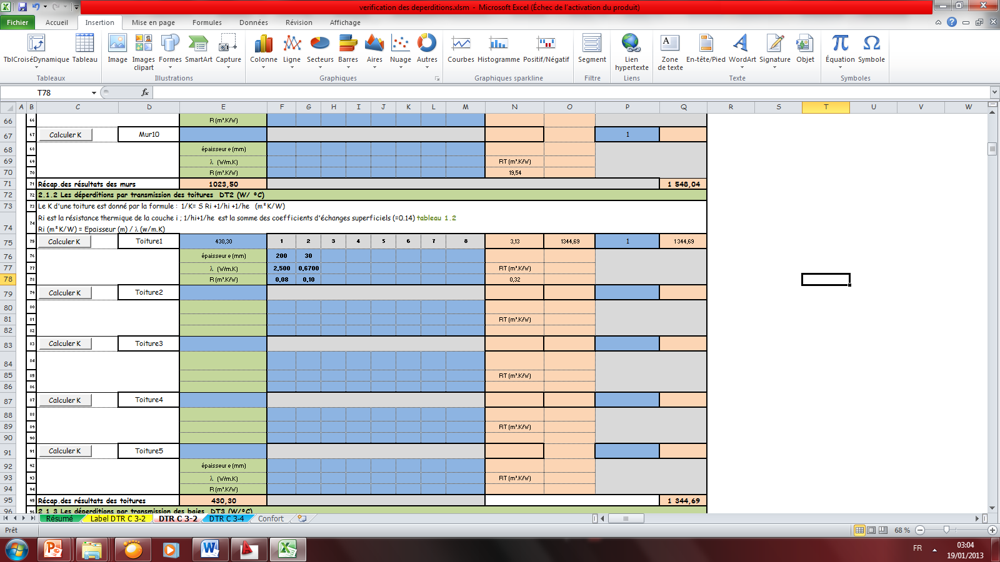 verification des deperditions.xlsm - Microsoft Excel (Échec de l'activation du produit)
Fichier Accueil Insertion Mise en page Formules Données Révision Affichage
TblCroiséDynamique Tableau Image Images clipart Formes SmartArt Capture Colonne Ligne Secteurs Barres Aires Nuage Autres Courbes Histogramme Positif/Négatif Segment Lien hypertexte Zone de texte En-tête/Pied WordArt Signature Objet Équation Symbole
Tableaux Illustrations Graphiques Graphiques sparkline Filtre Liens Texte Symboles
T78 fx
A B C D E F G H I J K L M N O P Q R S T U V W
66 66 R (m².K/W)
67 67 Calculer K Mur10 1
68 68 épaisseur e (mm)
69 69 λ (W/m.K) RT (m².K/W)
70 70 R (m².K/W) 19,54
71 71 Récap.des résultats des murs 1023,50 1 548,04
72 72 2.1.2 Les déperditions par transmission des toitures DT2 (W/ °C)
73 73 Le K d'une toiture est donné par la formule : 1/K= S Ri +1/hi +1/he (m²K/W)
74 74 Ri est la résistance thermique de la couche i ; 1/hi+1/he est la somme des coefficients d'échanges superficiels (=0.14) tableau 1.2
Ri (m²K/W) = Epaisseur (m) / λ (w/m.K)
75 75 Calculer K Toiture1 430,30 1 2 3 4 5 6 7 8 3,13 1344,69 1 1344,69
76 76 épaisseur e (mm) 200 30
77 77 λ (W/m.K) 2,500 0,6700 RT (m².K/W)
78 78 R (m².K/W) 0,08 0,10 0,32
79 79 Calculer K Toiture2
80 80
81 81 RT (m².K/W)
82 82
83 83 Calculer K Toiture3
84 84
85 85 RT (m².K/W)
86 86
87 87 Calculer K Toiture4
88 88
89 89 RT (m².K/W)
90 90
91 91 Calculer K Toiture5
92 92 épaisseur e (mm)
93 93 λ (W/m.K) RT (m².K/W)
94 94 R (m².K/W)
95 95 Récap.des résultats des toitures 430,30 1 344,69
96 96 2.1.3 Les déperditions par transmission des baies DT3 (W/°C)
Résumé Label DTR C 3-2 DTR C 3-2 DTR C 3-4 Confort
Prêt 68 %
FR 03:04
19/01/2013